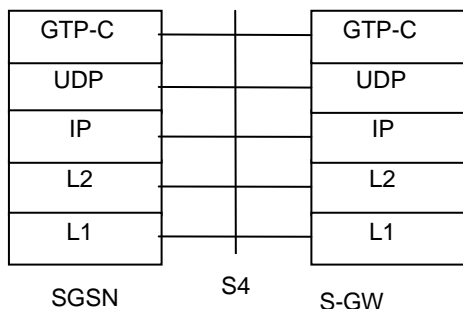 GTP-C GTP-C
UDP UDP
IP IP
L2 L2
L1 L1
SGSN S4 S-GW